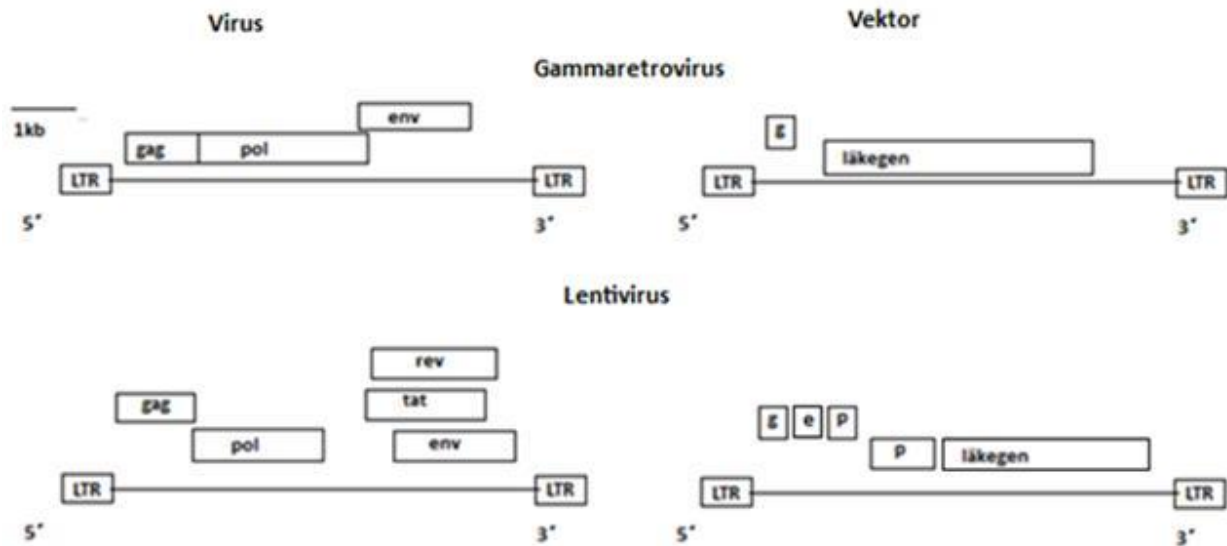 Virus
Vektor
Gammaretrovirus
1kb
env
gag
pol
LTR
LTR
5´
3´
g
läkegen
LTR
LTR
5´
3´
Lentivirus
rev
tat
gag
pol
env
LTR
LTR
5´
3´
g
e
p
p
läkegen
LTR
LTR
5´
3´